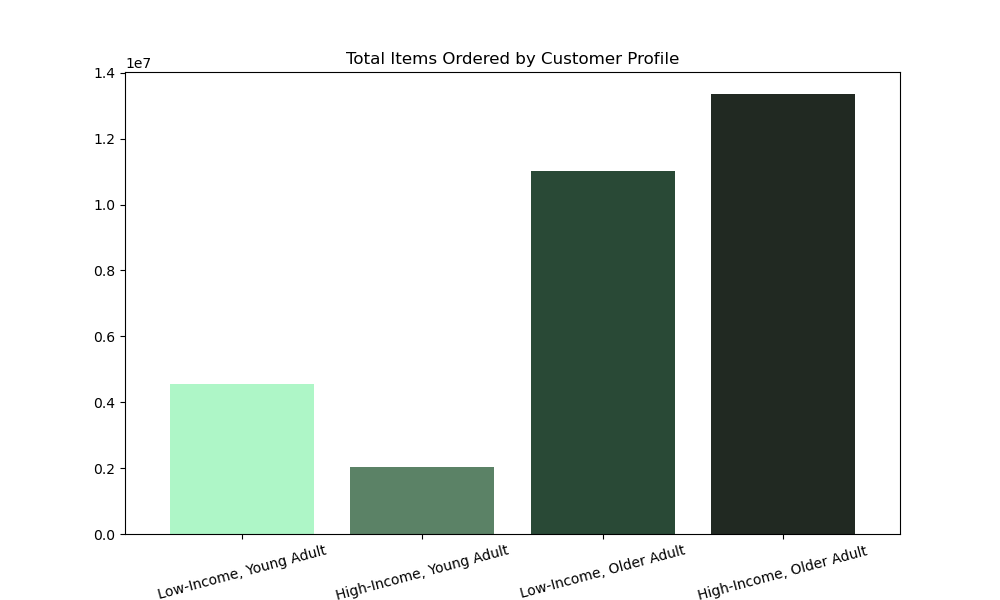 Total Items Ordered by Customer Profile
1e7
1.4
1.2
1.0
0.8
0.6
0.4
0.2
0.0
Low-Income, Young Adult
High-Income, Young Adult
Low-Income, Older Adult
High-Income, Older Adult